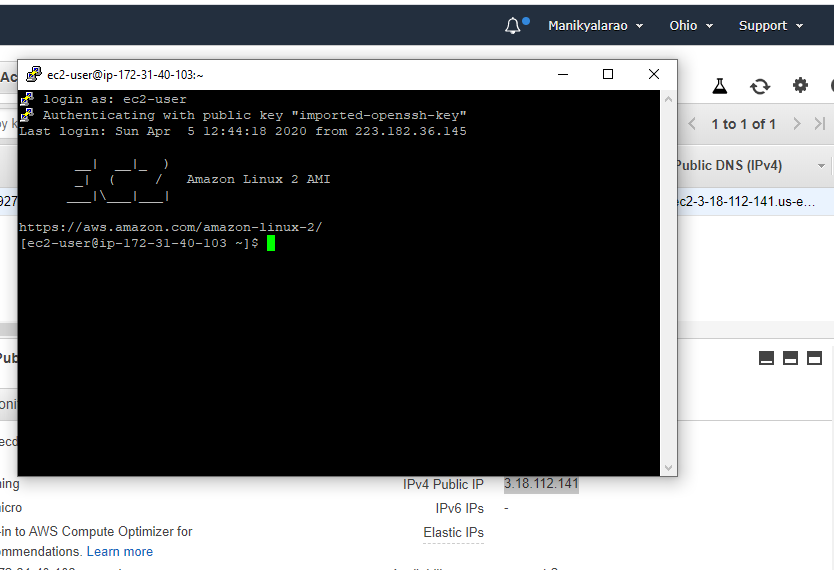 Manikyalarao Ohio Support
Ac
ec2-user@ip-172-31-40-103:~
login as: ec2-user
Authenticating with public key "imported-openssh-key"
Last login: Sun Apr  5 12:44:18 2020 from 223.182.36.145
__|  __|_  )
_|  (     /   Amazon Linux 2 AMI
___|\___|___|
https://aws.amazon.com/amazon-linux-2/
[ec2-user@ip-172-31-40-103 ~]$
y k
1 to 1 of 1
Public DNS (IPv4)
927
ec2-3-18-112-141.us-e...
Pub
oni
ecd
ning
IPv4 Public IP 3.18.112.141
icro
IPv6 IPs -
-in to AWS Compute Optimizer for
Elastic IPs
mmendations. Learn more